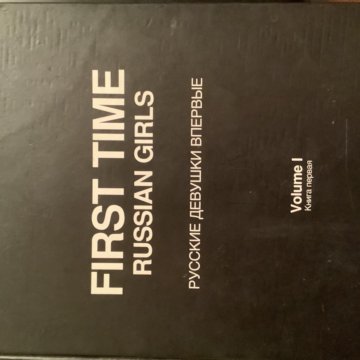 FIRST TIME
RUSSIAN GIRLS
РУССКИЕ ДЕВУШКИ ВПЕРВЫЕ
Volume I
Книга первая